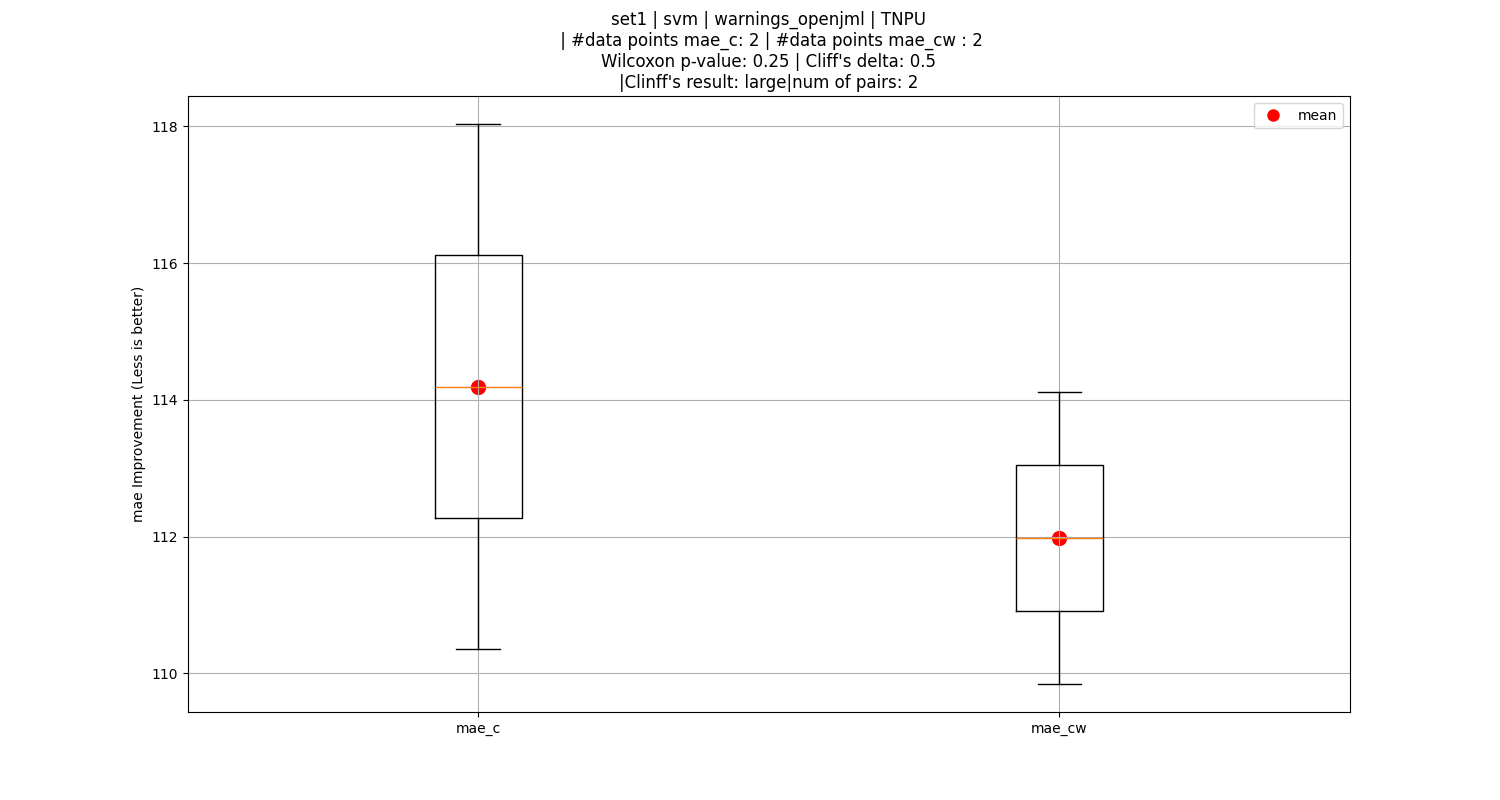 set1 | svm | warnings_openjml | TNPU
| #data points mae_c: 2 | #data points mae_cw : 2
Wilcoxon p-value: 0.25 | Cliff's delta: 0.5
|Clinff's result: large|num of pairs: 2
mean
118
116
114
112
110
mae Improvement (Less is better)
mae_c
mae_cw